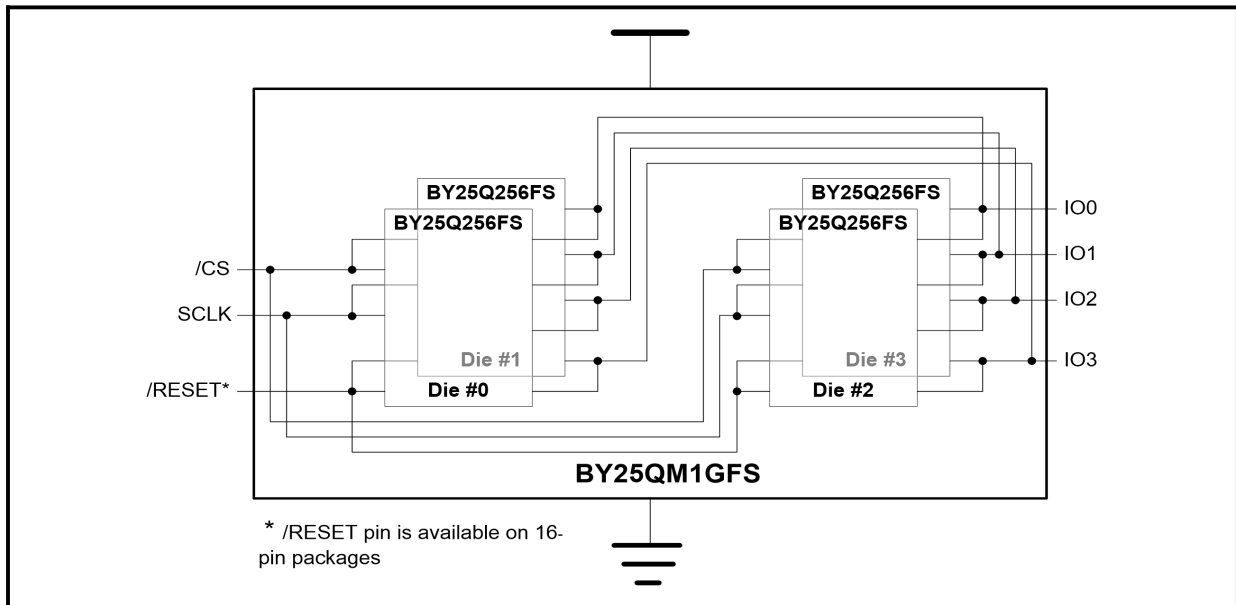 BY25Q256FS
BY25Q256FS
BY25Q256FS
BY25Q256FS
/CS
SCLK
/RESET*
IO0
IO1
IO2
IO3
Die #1
Die #0
Die #3
Die #2
BY25QM1GFS
* /RESET pin is available on 16-
pin packages